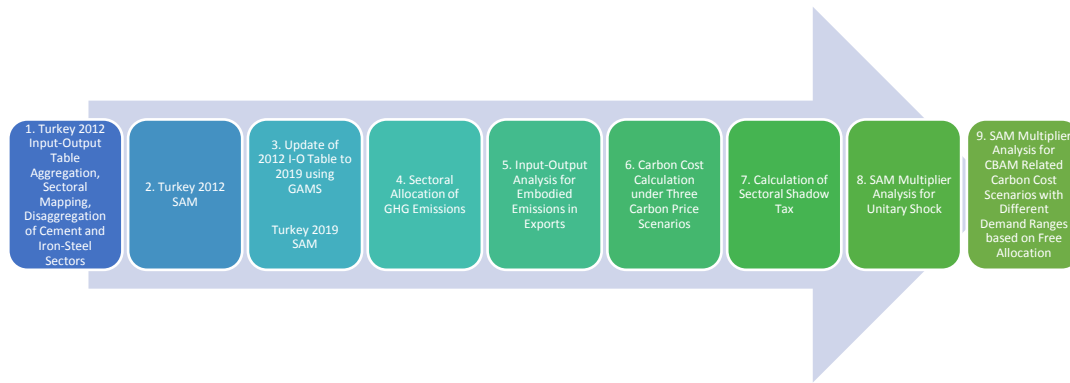 1. Turkey 2012
Input-Output
Table
Aggregation,
Sectoral
Mapping,
Disaggregation
of Cement and
Iron-Steel
Sectors
2. Turkey 2012
SAM
3. Update of
2012 I-O Table to
2019 using
GAMS
Turkey 2019
SAM
4. Sectoral
Allocation of
GHG Emissions
5. Input-Output
Analysis for
Embodied
Emissions in
Exports
6. Carbon Cost
Calculation
under Three
Carbon Price
Scenarios
7. Calculation of
Sectoral Shadow
Tax
8. SAM Multiplier
Analysis for
Unitary Shock
9. SAM Multiplier
Analysis for
CBAM Related
Carbon Cost
Scenarios with
Different
Demand Ranges
based on Free
Allocation